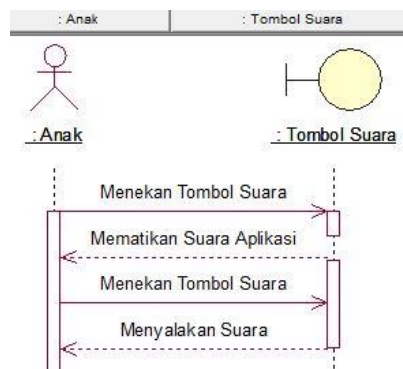 : Anak
: Tombol Suara
: Anak
: Tombol Suara
Menekan Tombol Suara
Mematikan Suara Aplikasi
Menekan Tombol Suara
Menyalakan Suara